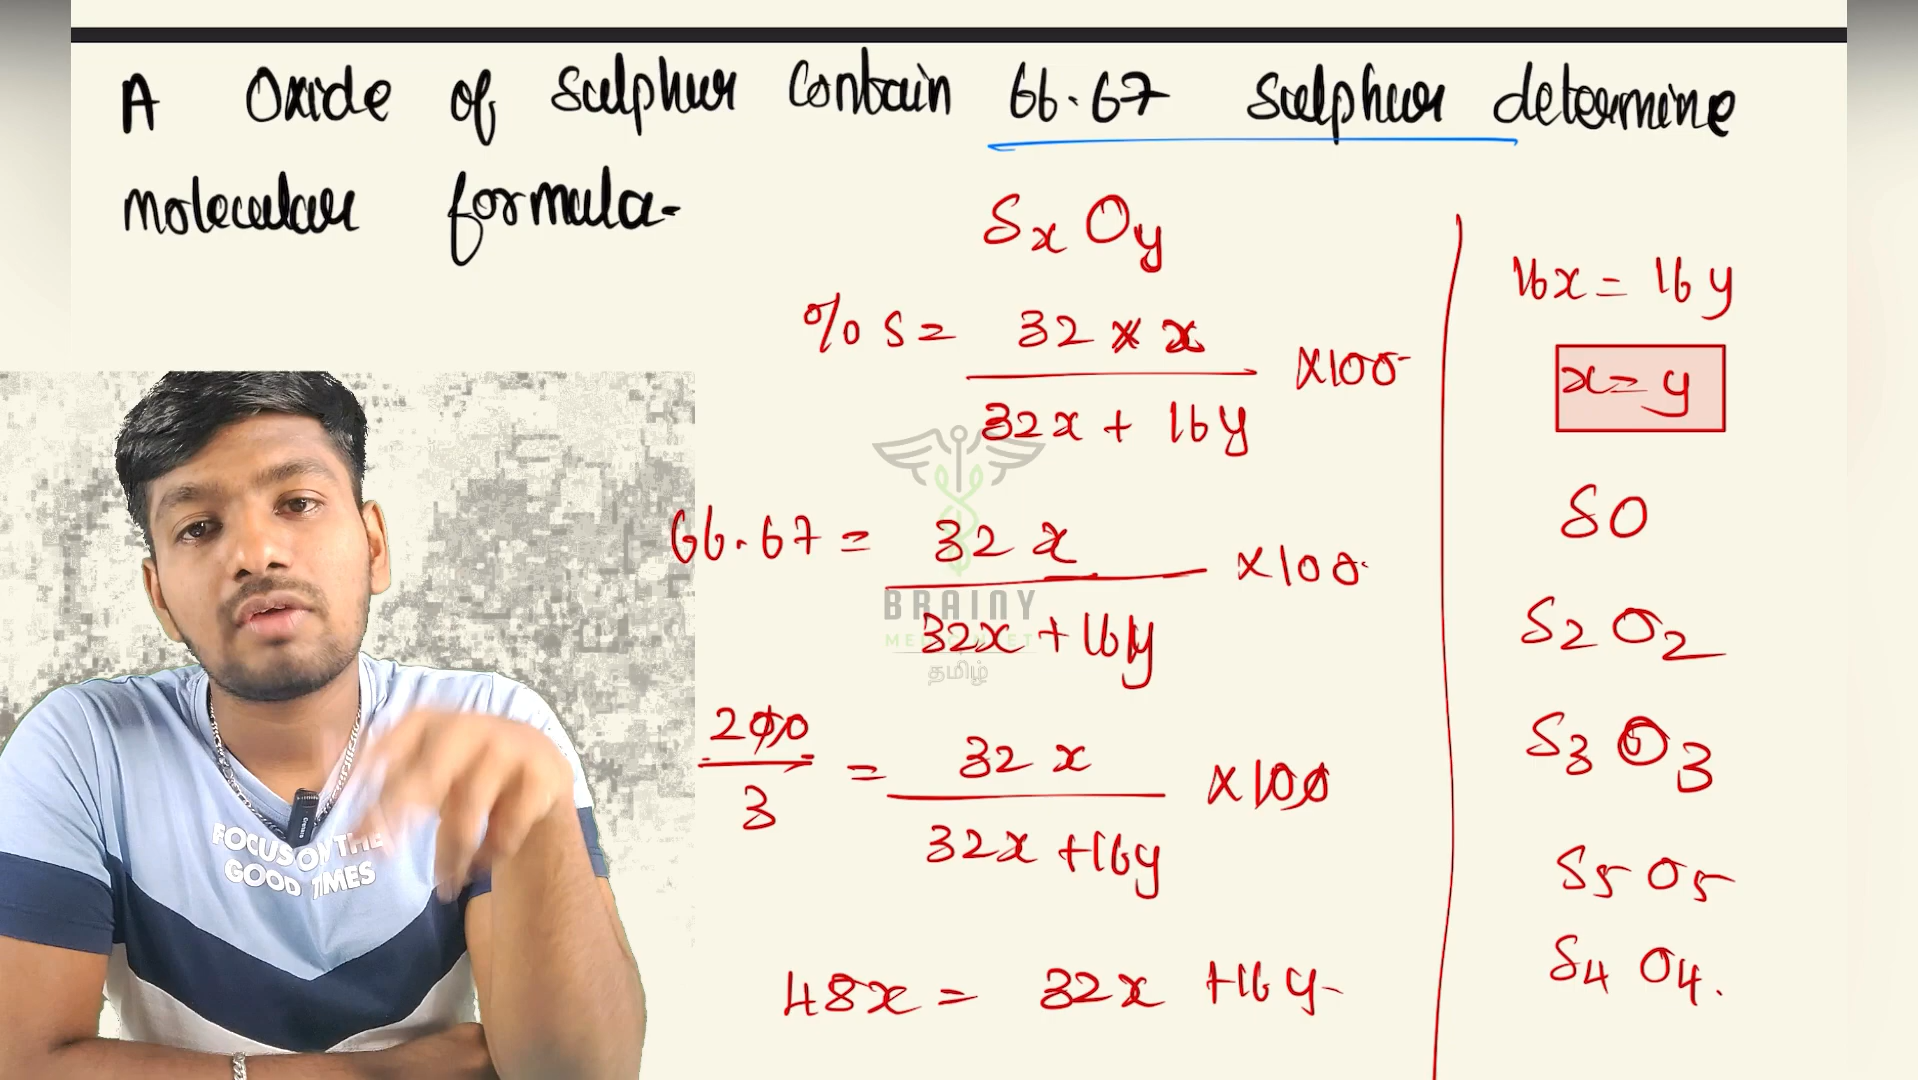 A Oxide of Sulphur Contain 66.67 Sulphur determine
molecular formula.
SxOy
% S = 32 × x / 32x + 16y ×100
66.67 = 32 x / 32x + 16y ×100
200 / 3 = 32 x / 32x + 16y ×100
48x = 32x + 16y
16x = 16y
x = y
SO
S2O2
S3O3
S5O5
S4O4.
BRAINY
தமிழ்
FOCUS ON THE
GOOD TIMES